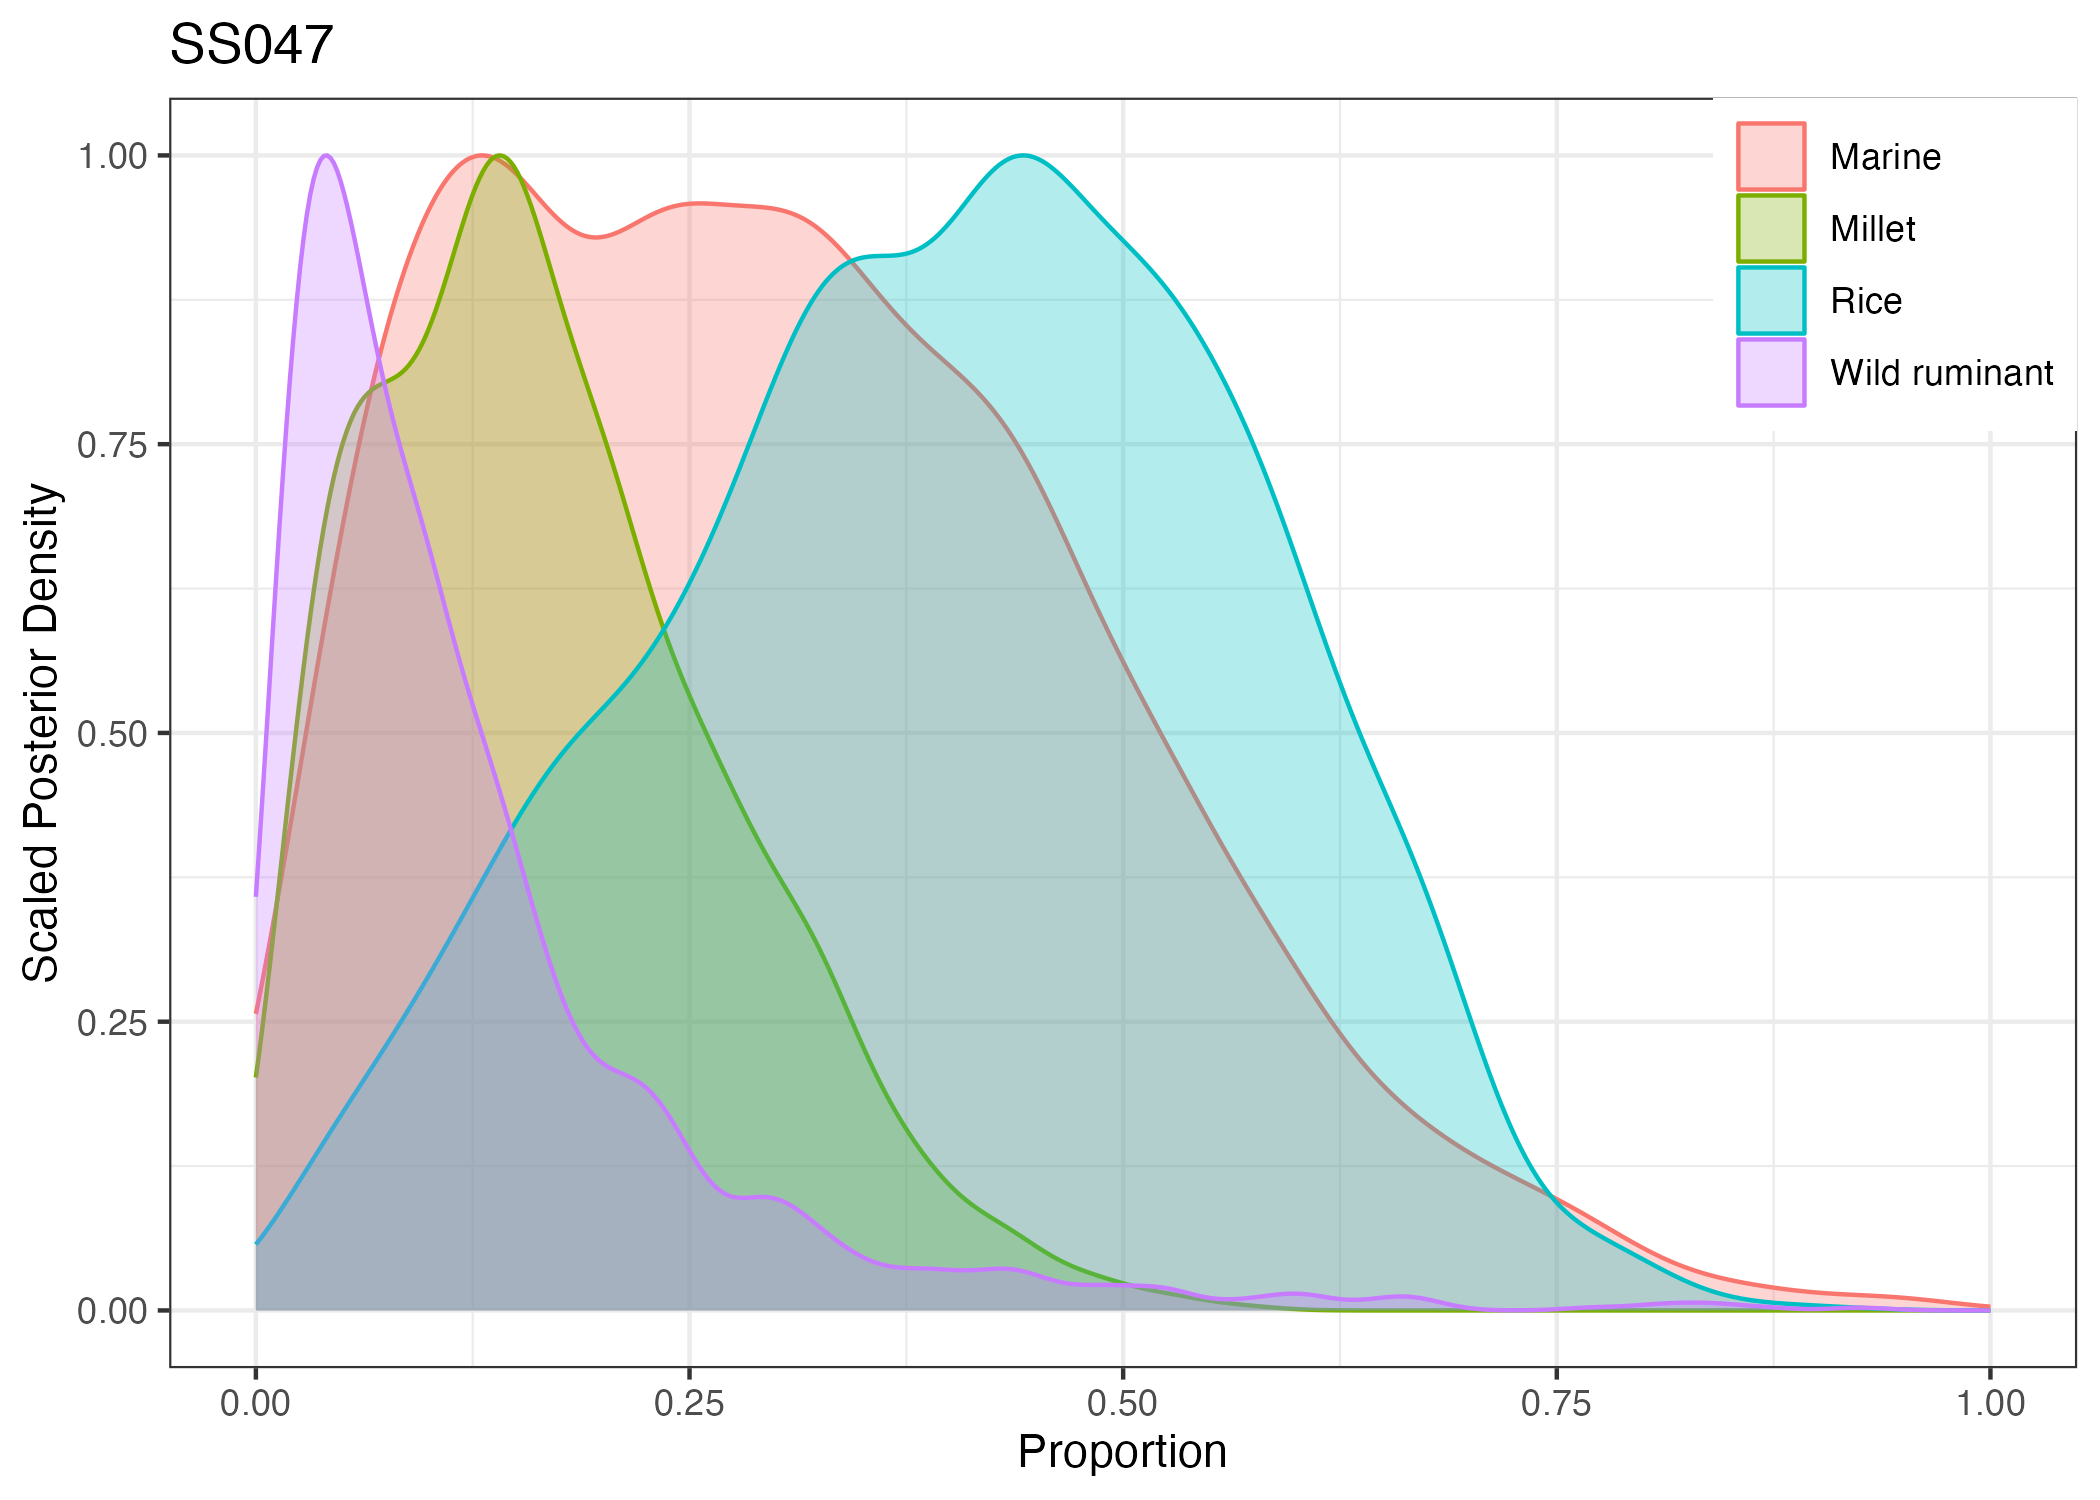 SS047
Scaled Posterior Density
1.00
0.75
0.50
0.25
0.00
Marine
Millet
Rice
Wild ruminant
0.00 0.25 0.50 0.75 1.00
Proportion